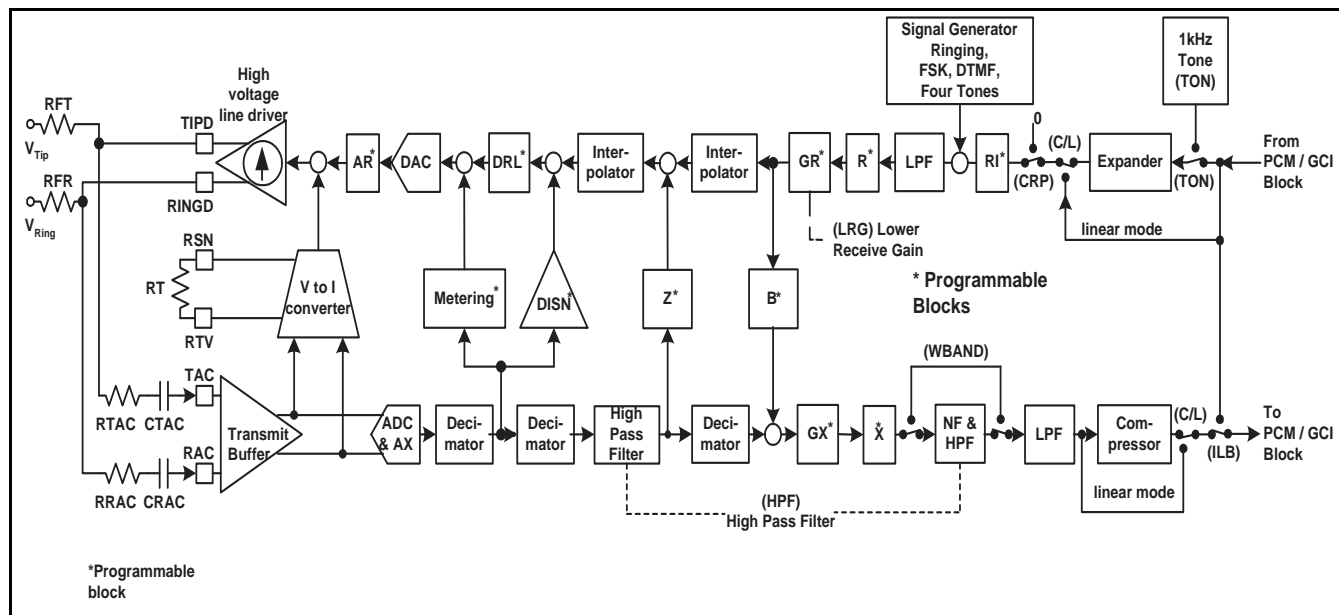 Signal Generator
Ringing,
FSK, DTMF,
Four Tones
1kHz
Tone
(TON)
High
voltage
line driver
RFT
TIPD
V Tip
RFR
RINGD
V Ring
AR*
DAC
DRL*
Inter-
polator
Inter-
polator
GR*
R*
LPF
RI*
0
(C/L)
(CRP)
Expander
(TON)
From
PCM / GCI
Block
linear mode
(LRG) Lower
Receive Gain
* Programmable
Blocks
RSN
RT
RTV
V to I
converter
Metering*
DISN*
Z*
B*
(WBAND)
TAC
RTAC CTAC
RAC
RRAC CRAC
Transmit
Buffer
ADC
& AX
Deci-
mator
Deci-
mator
High
Pass
Filter
Deci-
mator
GX*
X*
NF &
HPF
LPF
Com-
pressor
(C/L)
(ILB)
To
PCM / GCI
Block
linear mode
(HPF)
High Pass Filter
*Programmable
block